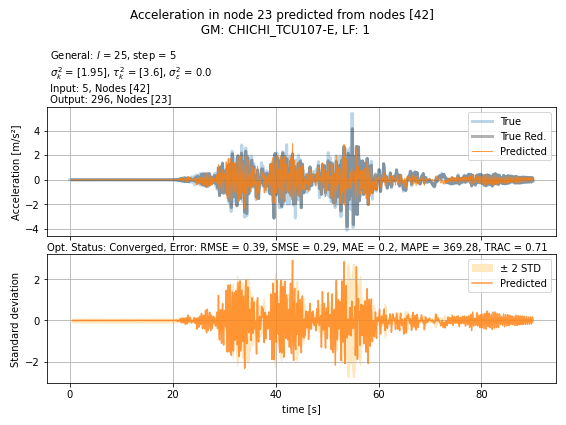 Acceleration in node 23 predicted from nodes [42]
GM: CHICHI_TCU107-E, LF: 1
General: l = 25, step = 5
σ²ₖ = [1.95], τ²ₖ = [3.6], σ²ε = 0.0
Input: 5, Nodes [42]
Output: 296, Nodes [23]
Acceleration [m/s²]
4
2
0
−2
−4
True
True Red.
Predicted
Opt. Status: Converged, Error: RMSE = 0.39, SMSE = 0.29, MAE = 0.2, MAPE = 369.28, TRAC = 0.71
Standard deviation
2
0
−2
± 2 STD
Predicted
0 20 40 60 80
time [s]